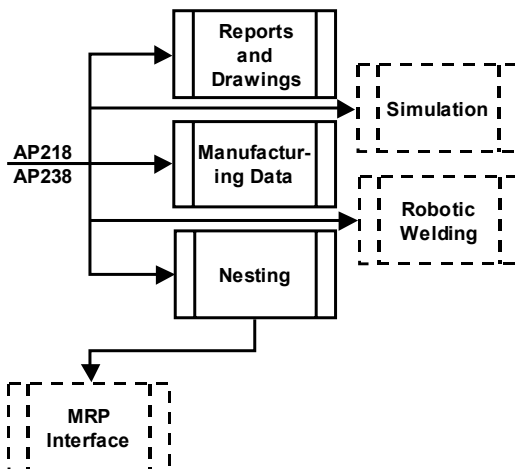 Reports
and
Drawings
Simulation
AP218
AP238
Manufactur-
ing Data
Robotic
Welding
Nesting
MRP
Interface